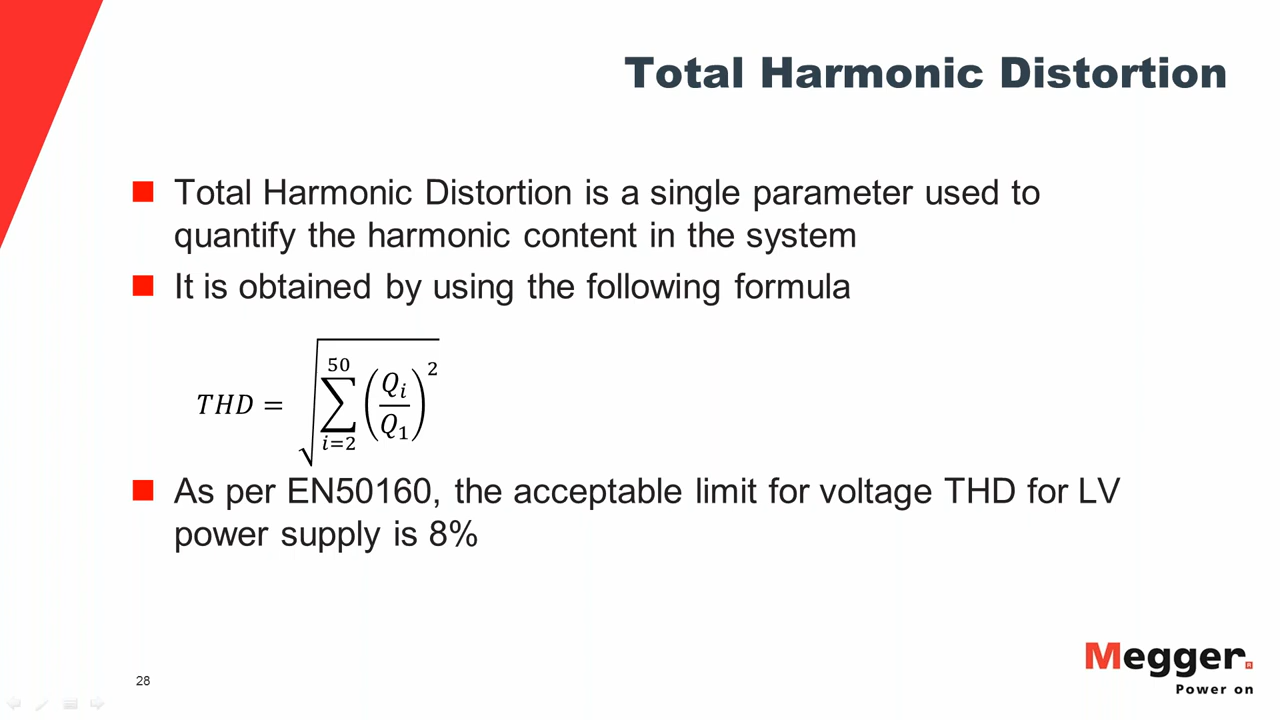 Total Harmonic Distortion
Total Harmonic Distortion is a single parameter used to
quantify the harmonic content in the system
It is obtained by using the following formula
𝑇𝐻𝐷 = √∑_{𝑖=2}^{50} (𝑄_𝑖/𝑄_1)^2
As per EN50160, the acceptable limit for voltage THD for LV
power supply is 8%
Megger.
Power on
28